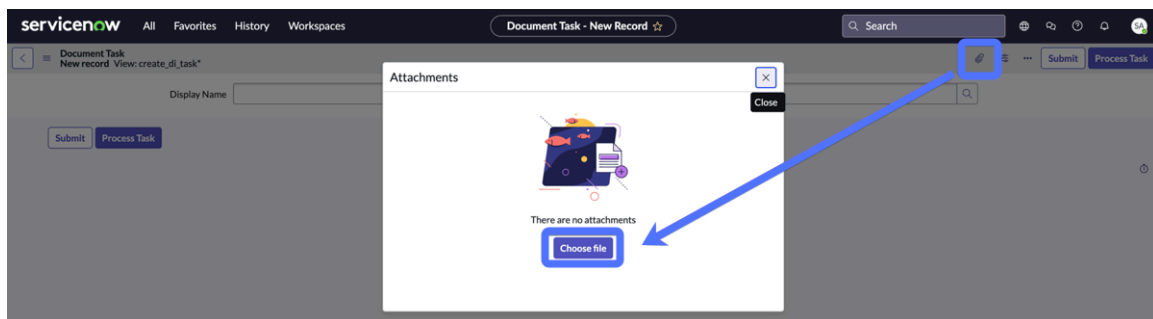 servicenow All Favorites History Workspaces Document Task - New Record Search SA
Document Task
New record View: create_di_task*
Submit Process Task
Attachments
Display Name
Close
Submit Process Task
There are no attachments
Choose file